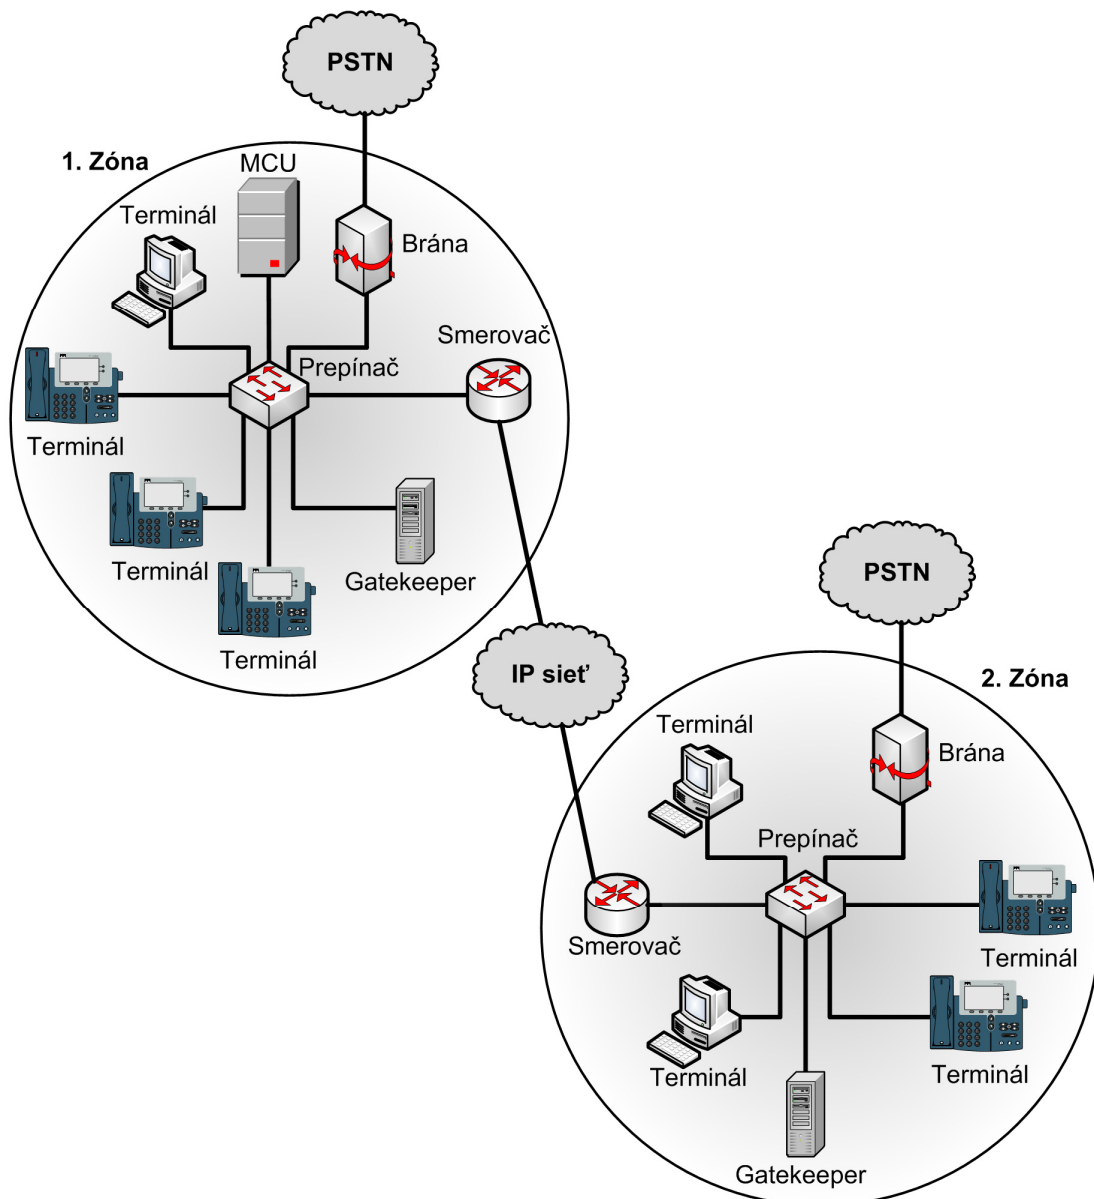 PSTN
1. Zóna
MCU
Terminál
Brána
Smerovač
Prepínač
Terminál
Terminál
Gatekeeper
Terminál
PSTN
IP sieť
2. Zóna
Terminál
Brána
Prepínač
Smerovač
Terminál
Terminál
Terminál
Gatekeeper